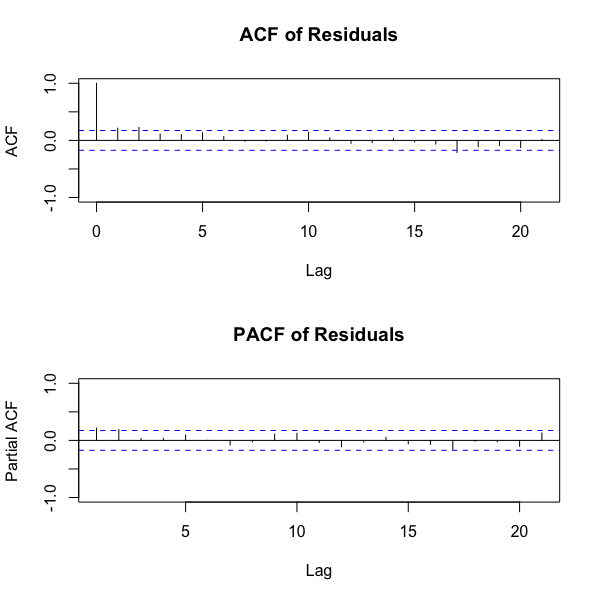 ACF of Residuals
ACF
1.0
0.0
-1.0
0 5 10 15 20
Lag
PACF of Residuals
Partial ACF
1.0
0.0
-1.0
5 10 15 20
Lag